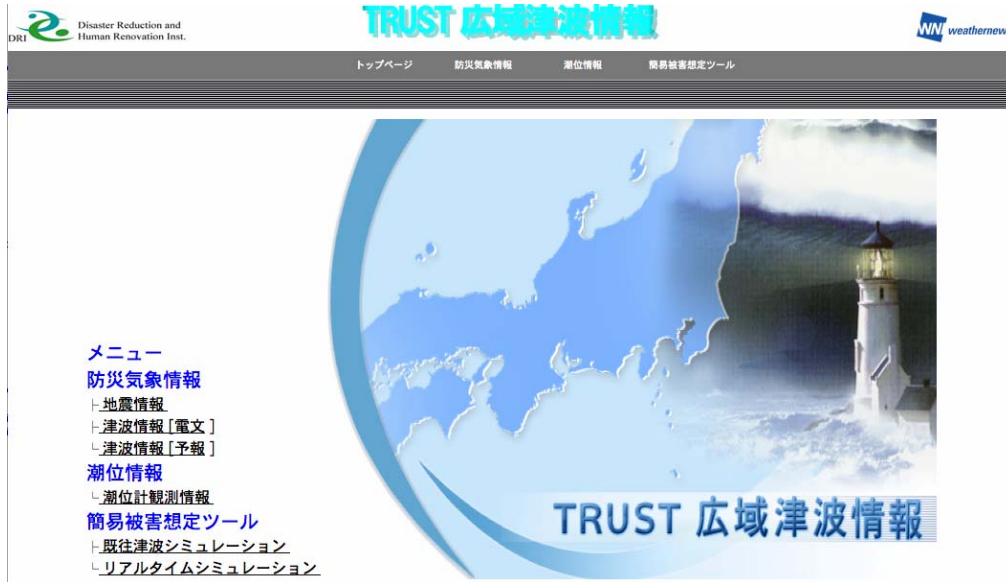 DRI
Disaster Reduction and
Human Renovation Inst.
TRUST 広域津波情報
WNI weathernew
トップページ 防災気象情報 潮位情報 簡易被害想定ツール
メニュー
防災気象情報
├ 地震情報
├ 津波情報 [電文 ]
└ 津波情報 [予報 ]
潮位情報
└ 潮位計観測情報
簡易被害想定ツール
├ 既往津波シミュレーション
└ リアルタイムシミュレーション
TRUST 広域津波情報